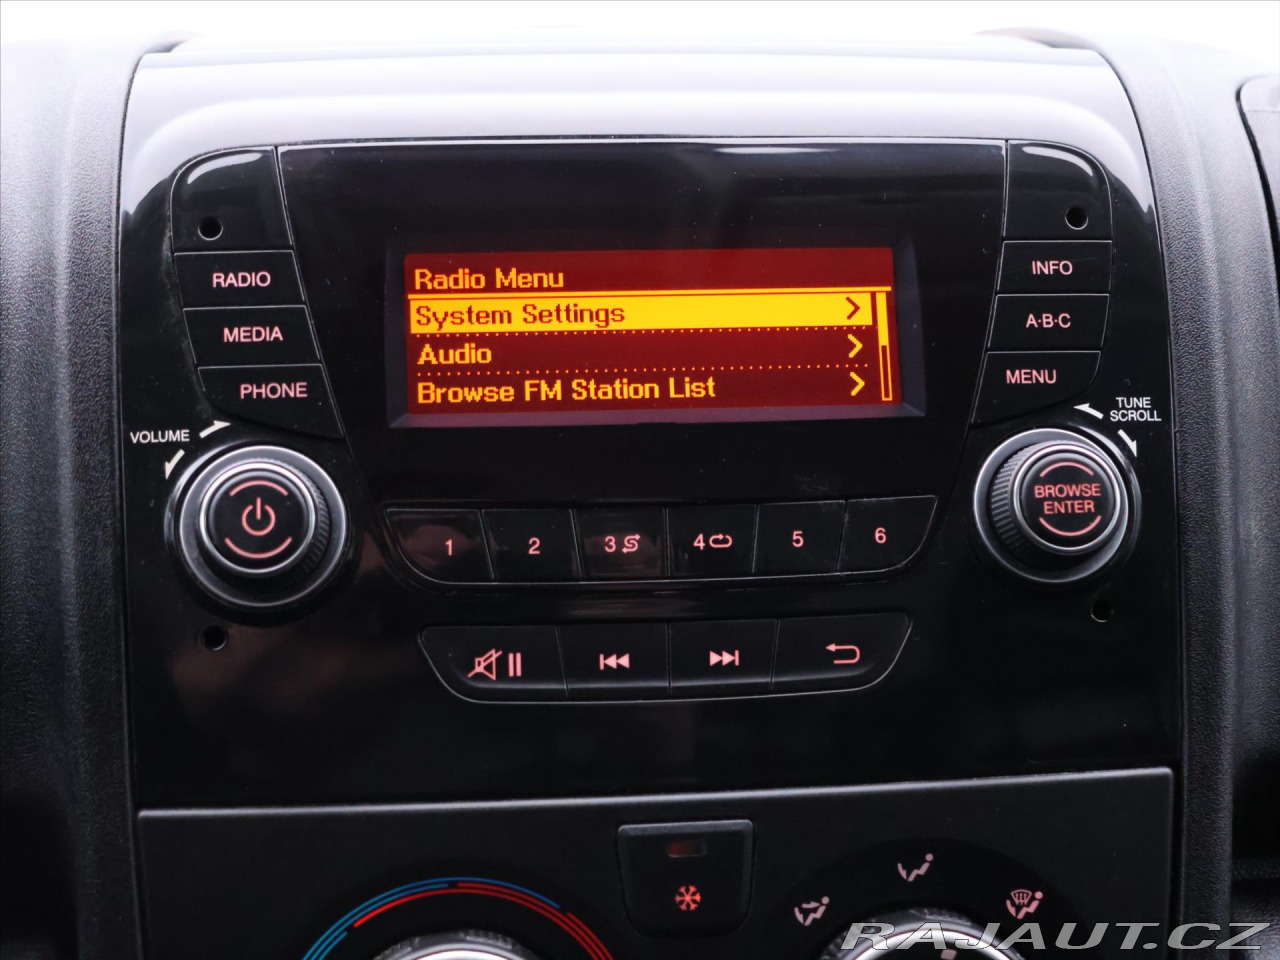 Radio Menu
System Settings
Audio
Browse FM Station List
RADIO
MEDIA
PHONE
INFO
A·B·C
MENU
VOLUME
TUNE
SCROLL
BROWSE
ENTER
1
2
3
4
5
6
RAJAUT.CZ